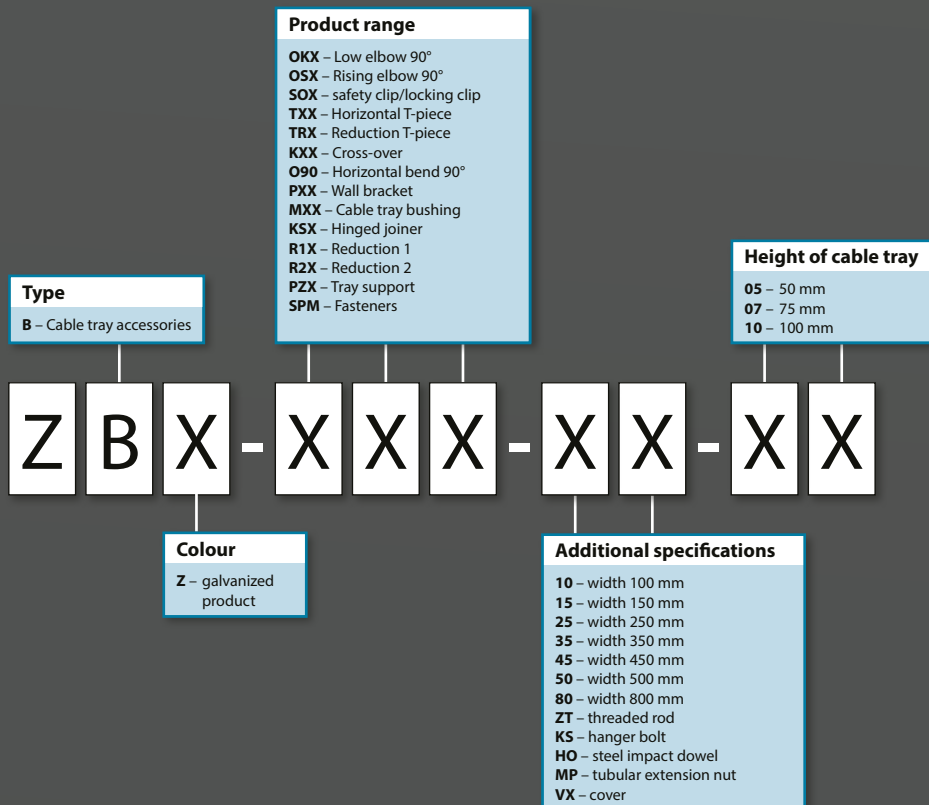 Product range
OKX – Low elbow 90°
OSX – Rising elbow 90°
SOX – safety clip/locking clip
TXX – Horizontal T-piece
TRX – Reduction T-piece
KXX – Cross-over
O90 – Horizontal bend 90°
PXX – Wall bracket
MXX – Cable tray bushing
KSX – Hinged joiner
R1X – Reduction 1
R2X – Reduction 2
PZX – Tray support
SPM – Fasteners
Height of cable tray
05 – 50 mm
07 – 75 mm
10 – 100 mm
Type
B – Cable tray accessories
Z B X - X X X - X X - X X
Colour
Z – galvanized
product
Additional specifications
10 – width 100 mm
15 – width 150 mm
25 – width 250 mm
35 – width 350 mm
45 – width 450 mm
50 – width 500 mm
80 – width 800 mm
ZT – threaded rod
KS – hanger bolt
HO – steel impact dowel
MP – tubular extension nut
VX – cover